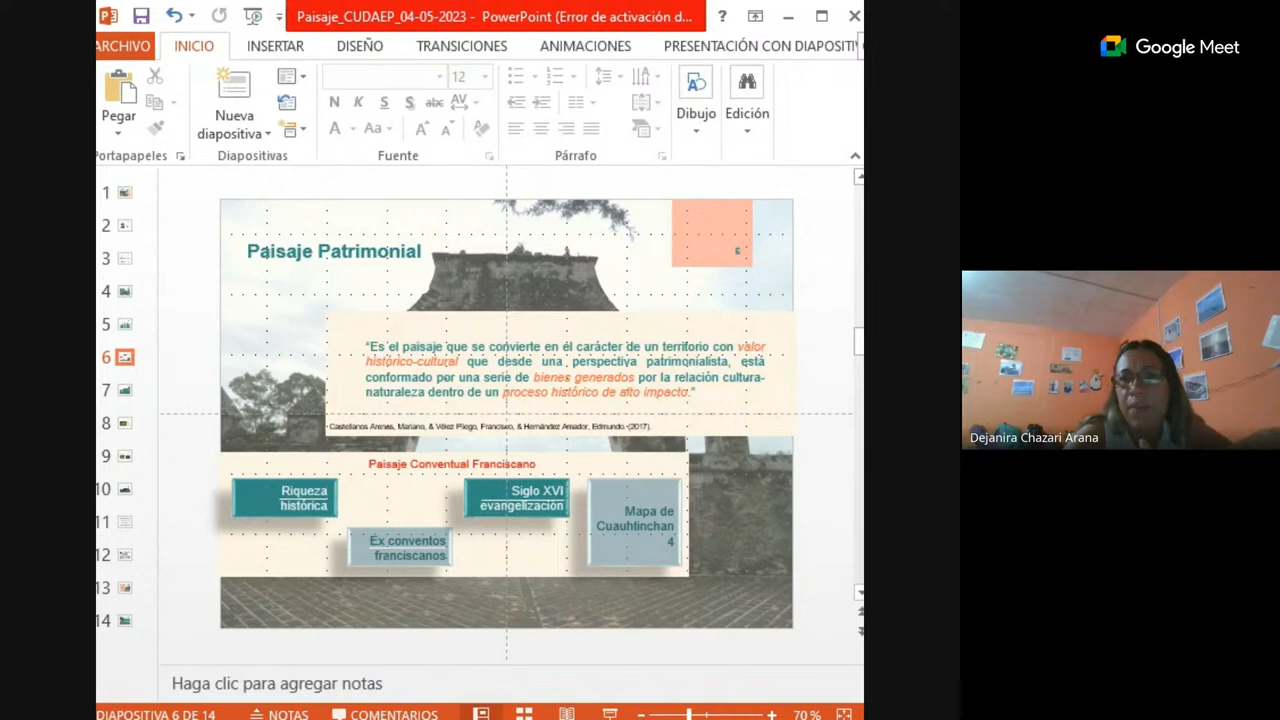 Paisaje_CUDAEP_04-05-2023 - PowerPoint (Error de activación d...
Google Meet
ARCHIVO INICIO INSERTAR DISEÑO TRANSICIONES ANIMACIONES PRESENTACIÓN CON DIAPOSITI
12
Pegar
Nueva
diapositiva
N K S S abc AV
A Aa A A
Dibujo
Edición
Portapapeles Diapositivas Fuente Párrafo
1
2
3
4
5
6
7
8
9
10
11
12
13
14
Paisaje Patrimonial
6
“Es el paisaje que se convierte en él carácter de un territorio con valor
histórico-cultural que desde una perspectiva patrimonialista, está
conformado por una serie de bienes generados por la relación cultura-
naturaleza dentro de un proceso histórico de alto impacto.”
Castellanos Arenas, Mariano, & Vélez Pliego, Francisco, & Hernández Amador, Edmundo. (2017).
Paisaje Conventual Franciscano
Riqueza
histórica
Ex conventos
franciscanos
Siglo XVI
evangelización
Mapa de
Cuauhtinchan
4
Dejanira Chazari Arana
Haga clic para agregar notas
DIAPOSITIVA 6 DE 14 NOTAS COMENTARIOS 70 %